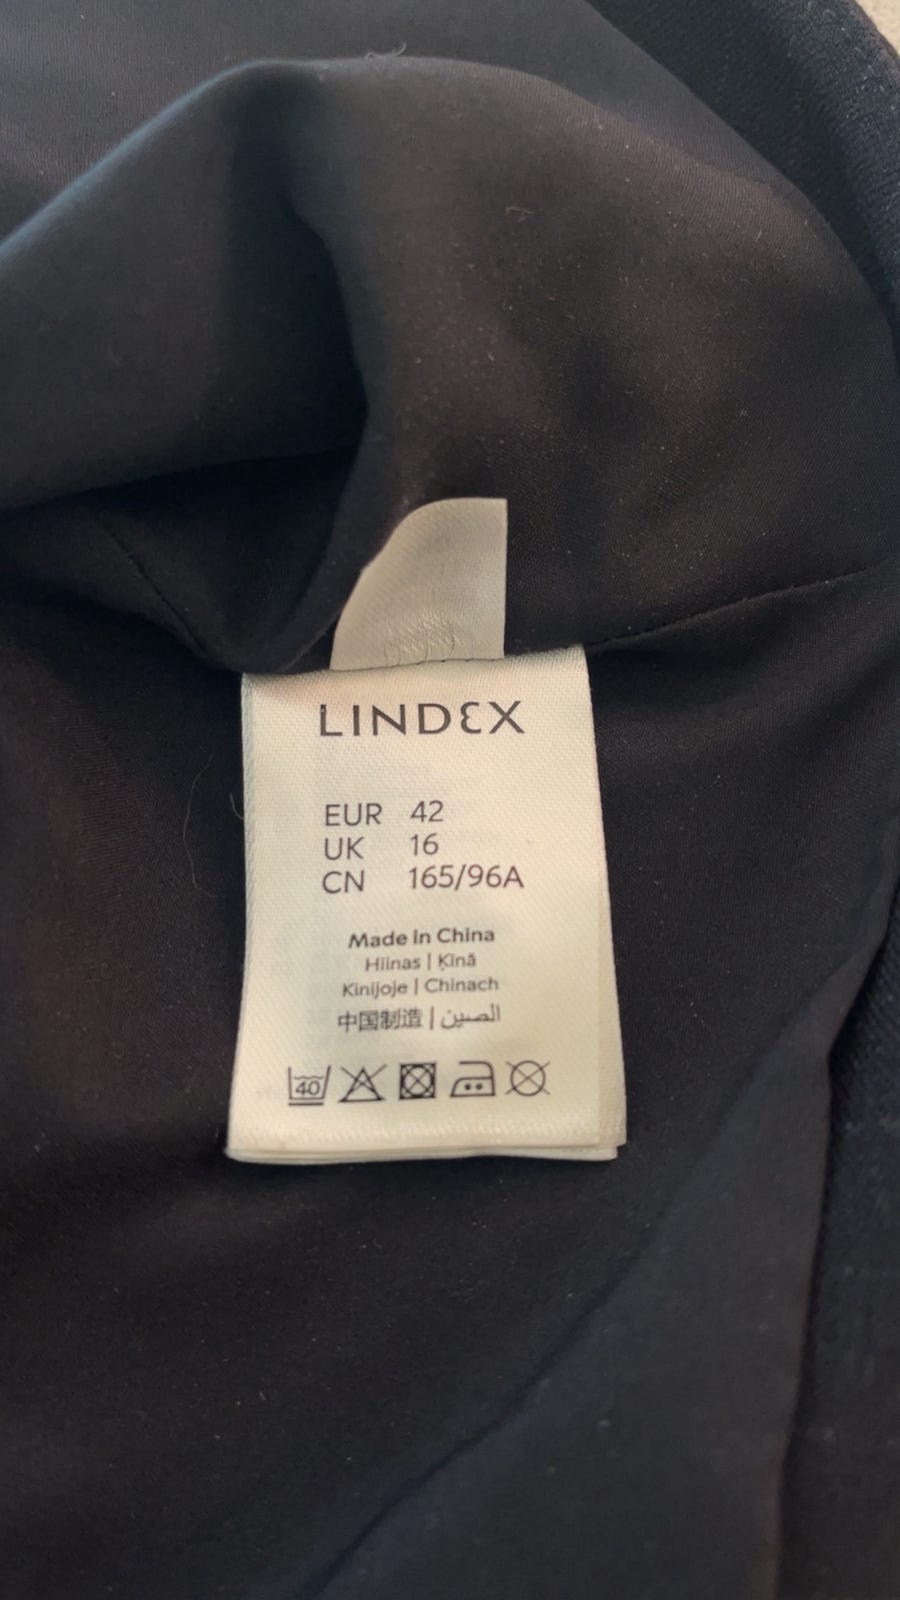 LINDEX
EUR 42
UK 16
CN 165/96A
Made in China
Hiinas | Ķīnā
Kinijoje | Chinach
中国制造 | الصين
40